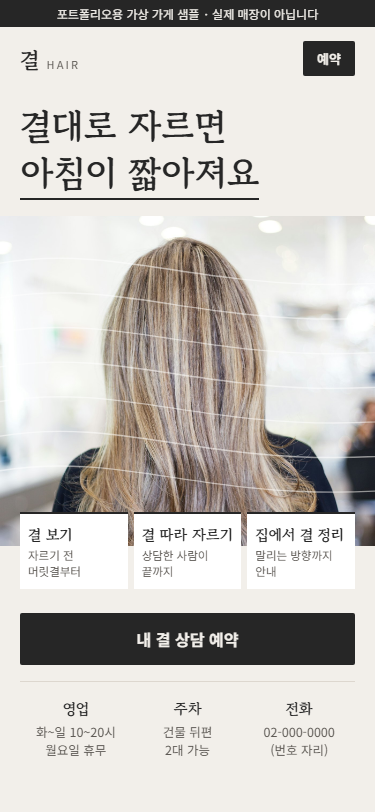 포트폴리오용 가상 가게 샘플 · 실제 매장이 아닙니다
결 HAIR
예약
결대로 자르면
아침이 짧아져요
결 보기
자르기 전
머릿결부터
결 따라 자르기
상담한 사람이
끝까지
집에서 결 정리
말리는 방향까지
안내
내 결 상담 예약
영업
화~일 10~20시
월요일 휴무
주차
건물 뒤편
2대 가능
전화
02-000-0000
(번호 자리)